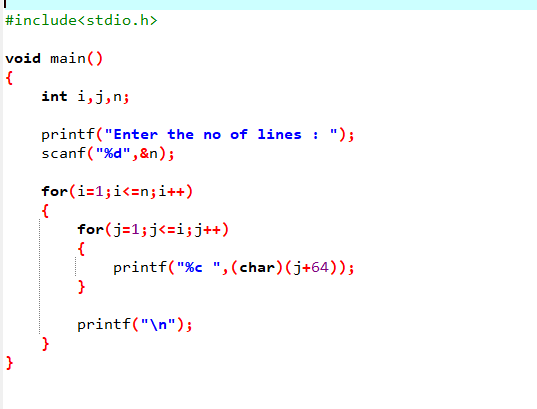 #include<stdio.h>
void main()
{
int i,j,n;
printf("Enter the no of lines : ");
scanf("%d",&n);
for(i=1;i<=n;i++)
{
for(j=1;j<=i;j++)
{
printf("%c ",(char)(j+64));
}
printf("\n");
}
}